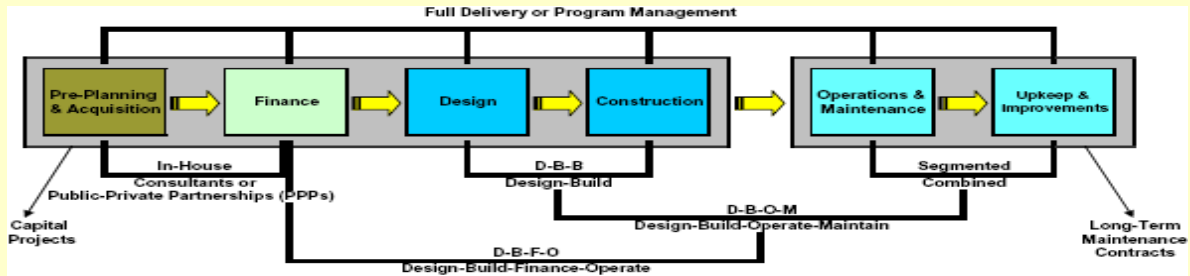 Full Delivery or Program Management
Pre-Planning
& Acquisition
Finance
Design
Construction
Operations &
Maintenance
Upkeep &
Improvements
In-House
Consultants or
Public-Private Partnerships (PPPs)
D-B-B
Design-Build
Segmented
Combined
Capital
Projects
D-B-O-M
Design-Build-Operate-Maintain
Long-Term
Maintenance
Contracts
D-B-F-O
Design-Build-Finance-Operate